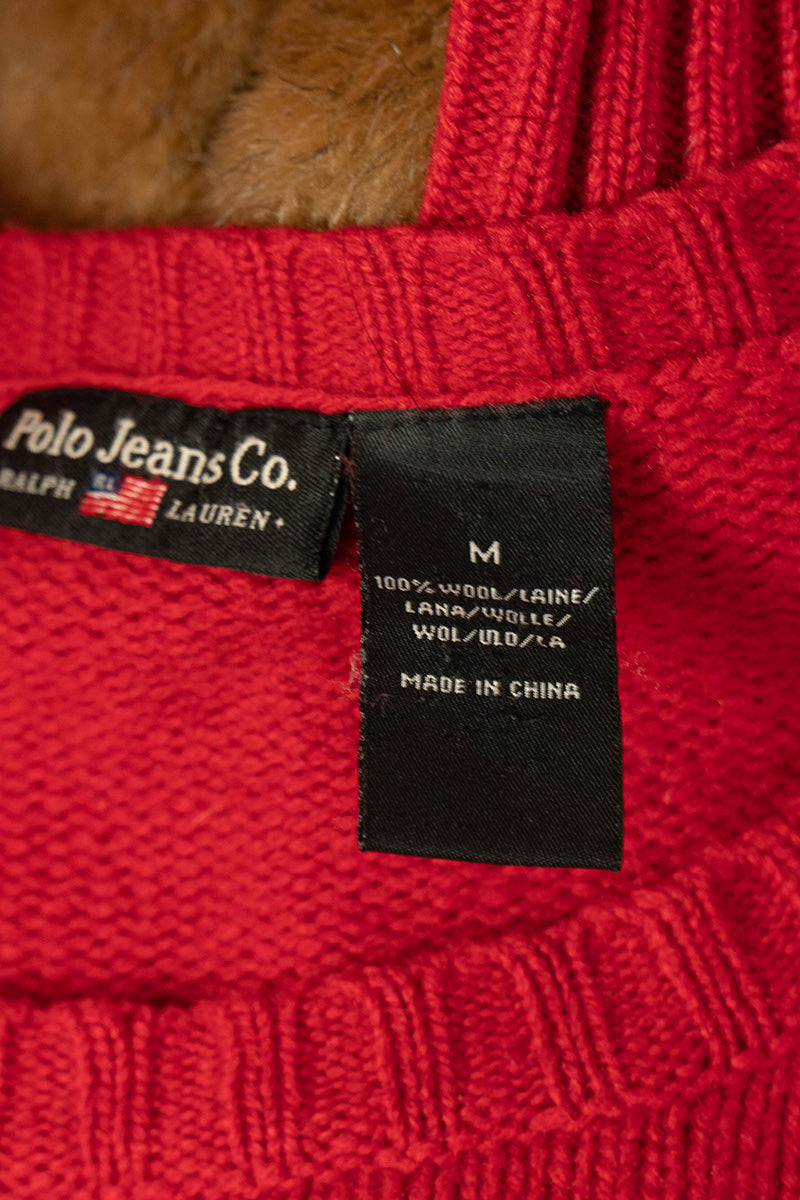 Polo Jeans Co.
RALPH LAUREN
M
100% WOOL/LAINE/
LANA/WOLLE/
WOL/ULD/LA
MADE IN CHINA